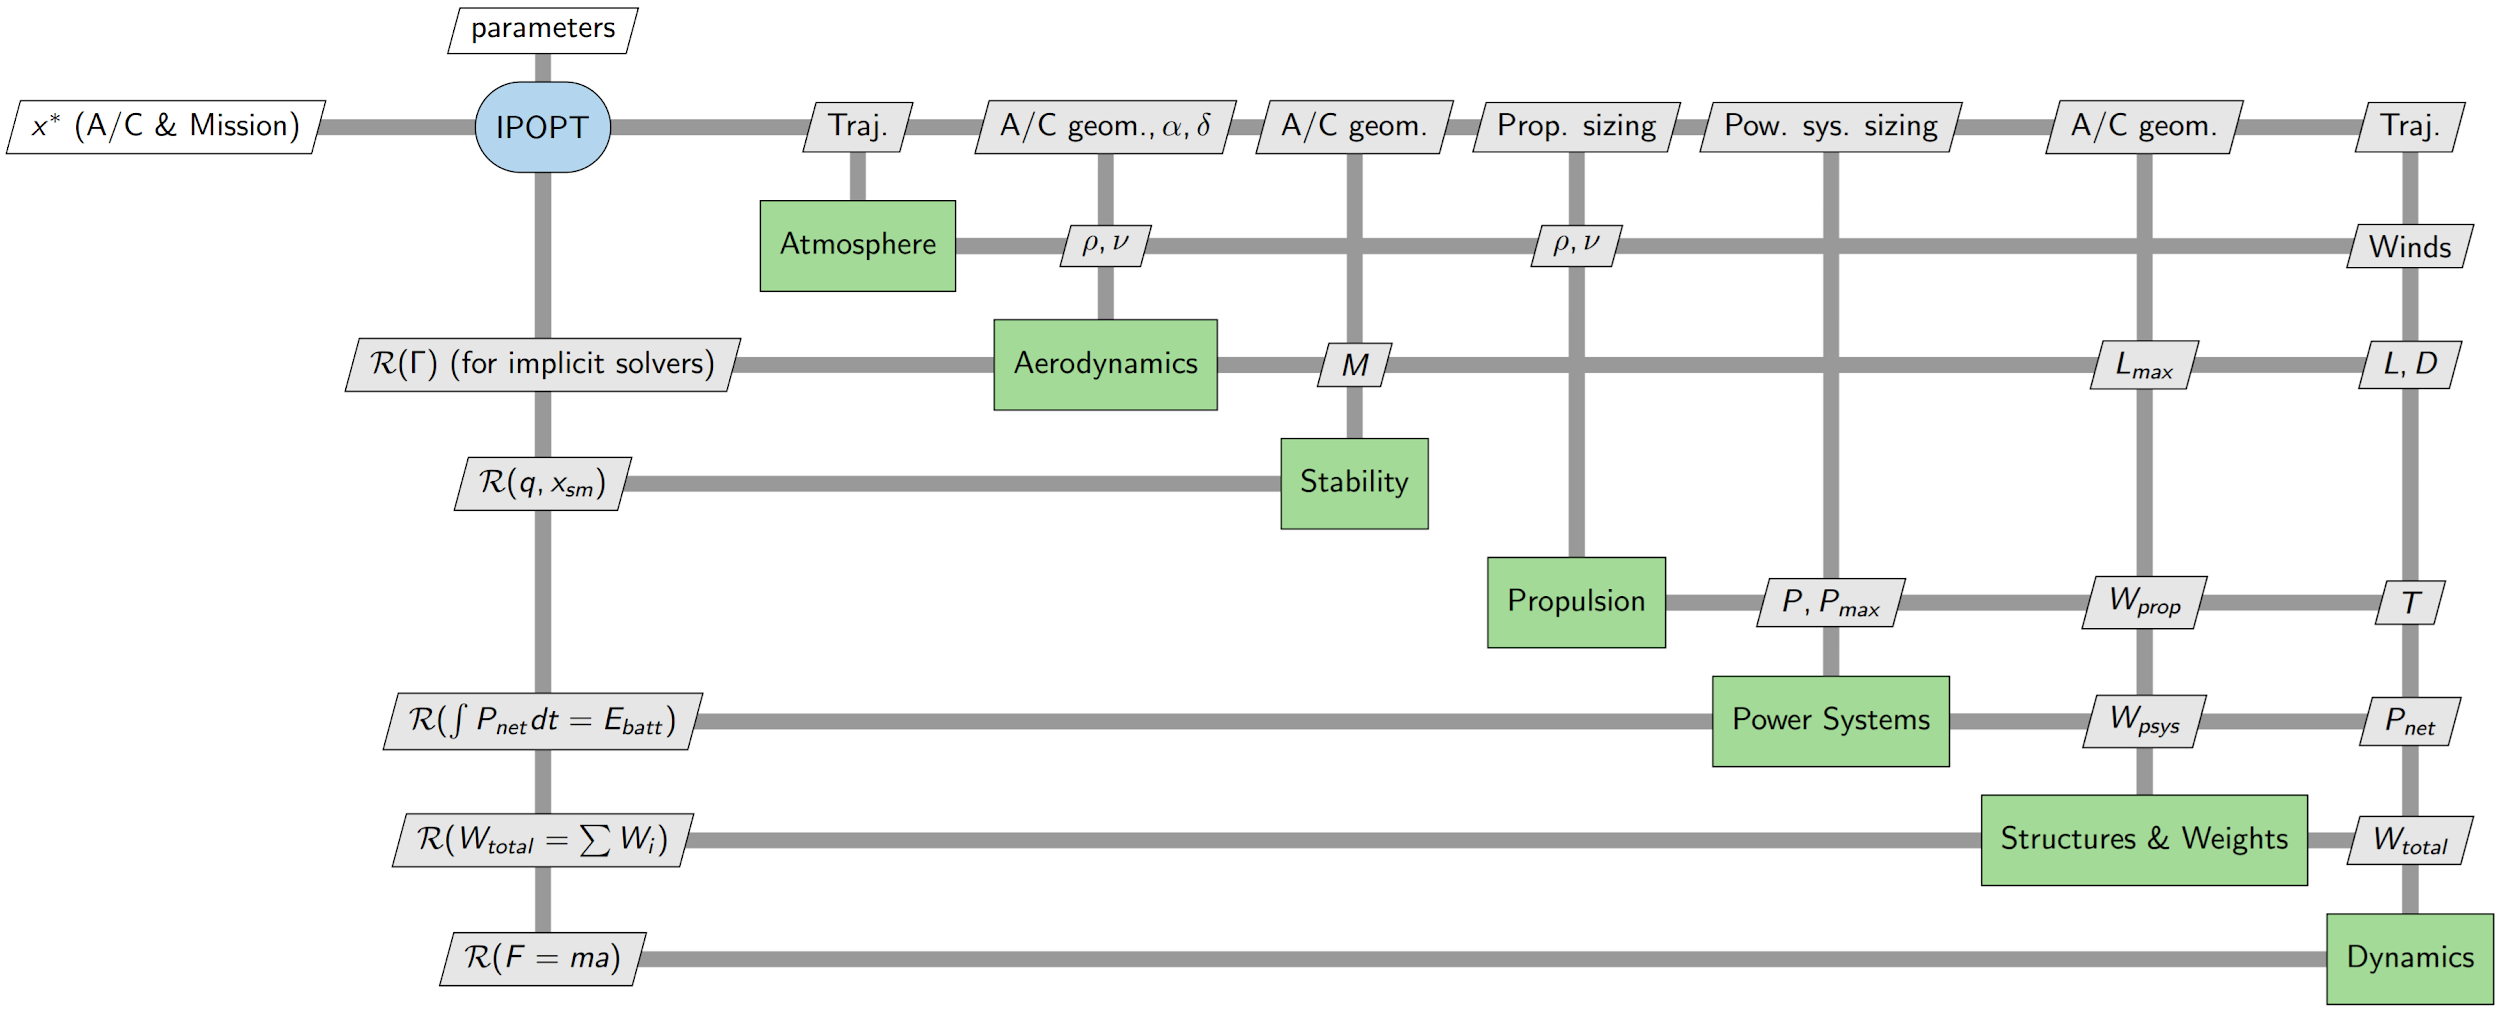 parameters
x* (A/C & Mission)
IPOPT
Traj.
A/C geom., α, δ
A/C geom.
Prop. sizing
Pow. sys. sizing
A/C geom.
Traj.
Atmosphere
ρ, ν
ρ, ν
Winds
R(Γ) (for implicit solvers)
Aerodynamics
M
L_max
L, D
R(q, x_sm)
Stability
Propulsion
P, P_max
W_prop
T
R(∫ P_net dt = E_batt)
Power Systems
W_psys
P_net
R(W_total = ∑ W_i)
Structures & Weights
W_total
R(F = ma)
Dynamics